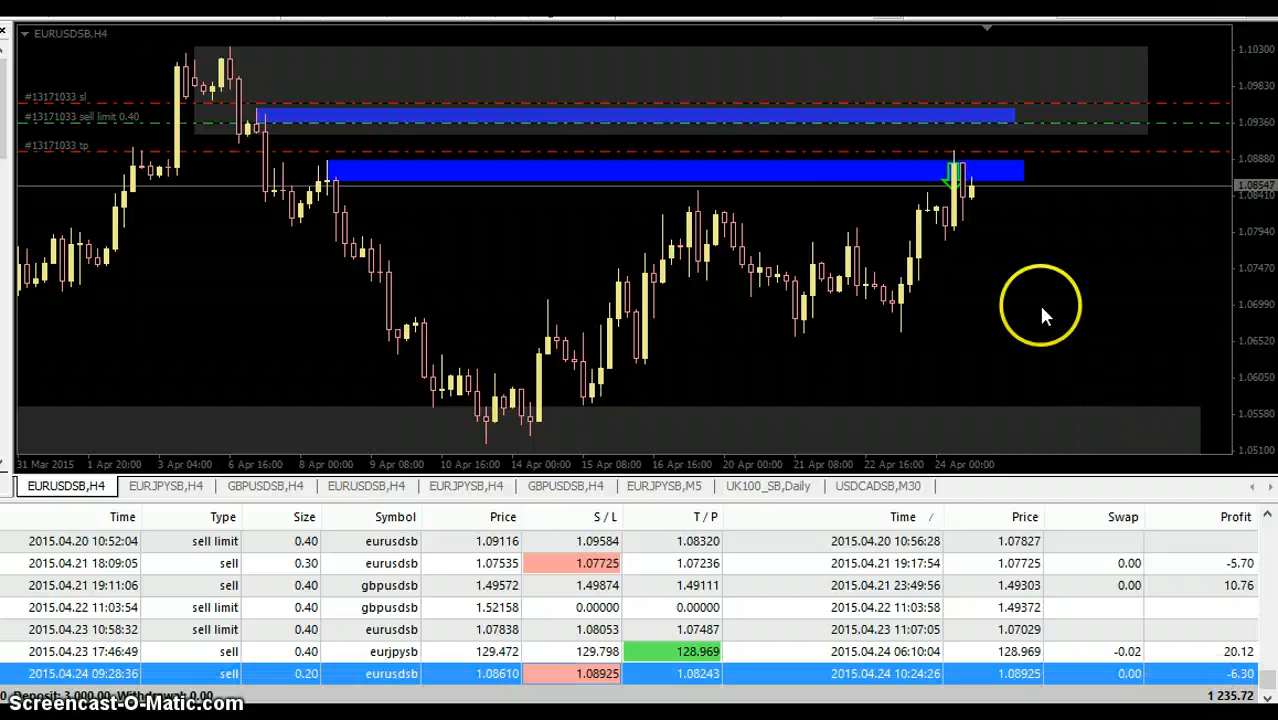 EURUSDSB,H4
1.10300
#13171033 sl
1.09830
#13171033 sell limit 0.40
1.09360
#13171033 tp
1.08880
1.08547
1.08410
1.07940
1.07470
1.06990
1.06520
1.06050
1.05580
1.05100
31 Mar 2015 1 Apr 20:00 3 Apr 04:00 6 Apr 16:00 8 Apr 00:00 9 Apr 08:00 10 Apr 16:00 14 Apr 00:00 15 Apr 08:00 16 Apr 16:00 20 Apr 00:00 21 Apr 08:00 22 Apr 16:00 24 Apr 00:00
EURUSDSB,H4 EURJPYSB,H4 GBPUSDSB,H4 EURUSDSB,H4 EURJPYSB,H4 GBPUSDSB,H4 EURJPYSB,M5 UK100_SB,Daily USDCADSB,M30
Time Type Size Symbol Price S / L T / P Time / Price Swap Profit
2015.04.20 10:52:04 sell limit 0.40 eurusdsb 1.09116 1.09584 1.08320 2015.04.20 10:56:28 1.07827
2015.04.21 18:09:05 sell 0.30 eurusdsb 1.07535 1.07725 1.07236 2015.04.21 19:17:54 1.07725 0.00 -5.70
2015.04.21 19:11:06 sell 0.40 gbpusdsb 1.49572 1.49874 1.49111 2015.04.21 23:49:56 1.49303 0.00 10.76
2015.04.22 11:03:54 sell limit 0.40 gbpusdsb 1.52158 0.00000 0.00000 2015.04.22 11:03:58 1.49372
2015.04.23 10:58:32 sell limit 0.40 eurusdsb 1.07838 1.08053 1.07487 2015.04.23 11:07:05 1.07029
2015.04.23 17:46:49 sell 0.40 eurjpysb 129.472 129.798 128.969 2015.04.24 06:10:04 128.969 -0.02 20.12
2015.04.24 09:28:36 sell 0.20 eurusdsb 1.08610 1.08925 1.08243 2015.04.24 10:24:26 1.08925 0.00 -6.30
Deposit: 3 000.00 Withdrawal: 0.00 1 235.72
Screencast-O-Matic.com